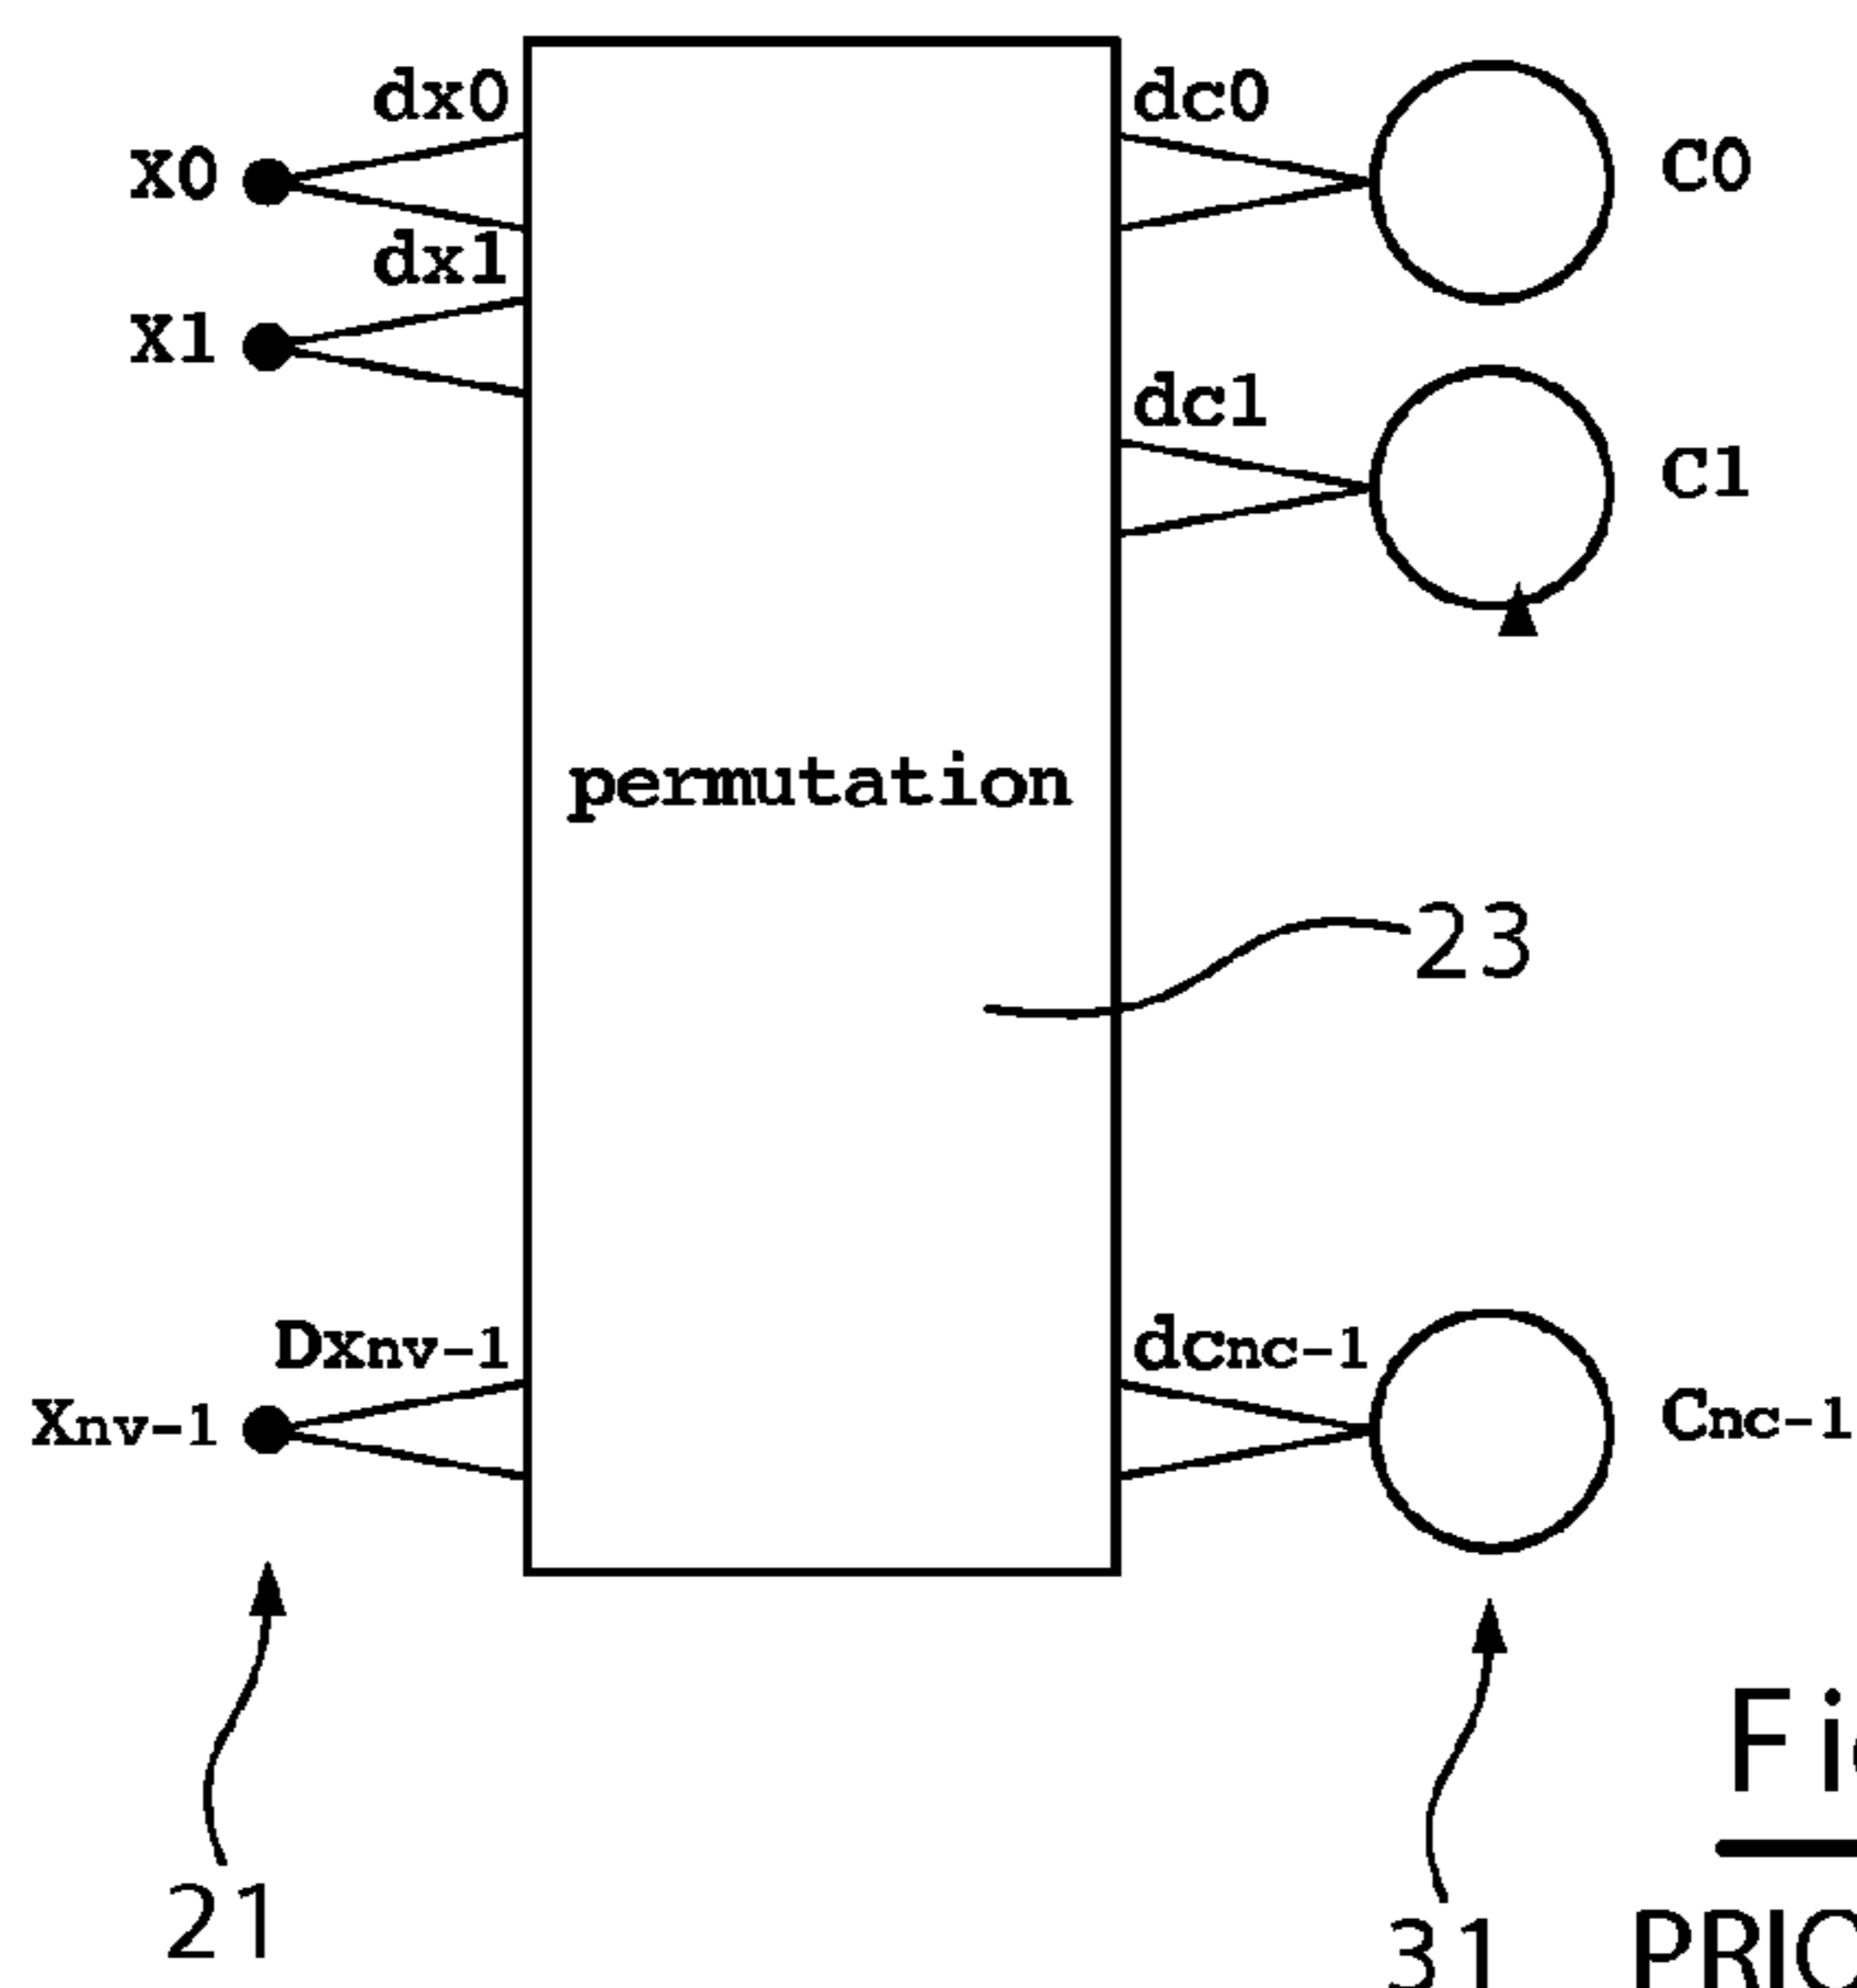 dx0
dc0
X0
C0
dx1
X1
dc1
C1
permutation
23
Dxnv-1
dcnc-1
Xnv-1
Cnc-1
21
31